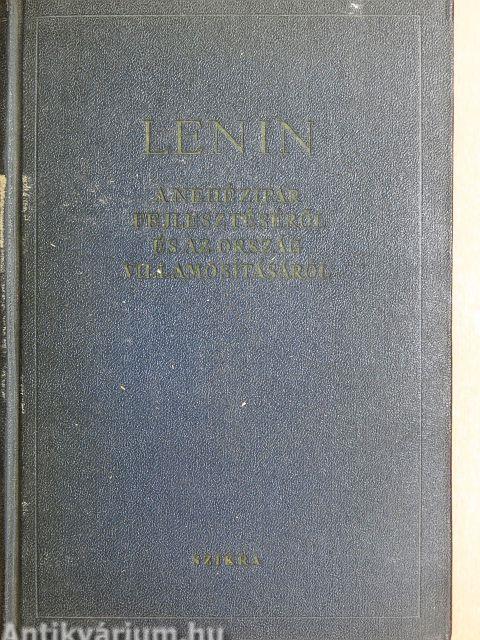 LENIN
A NEHÉZIPAR
FEJLESZTÉSÉRŐL
ÉS AZ ORSZÁG
VILLAMOSÍTÁSÁRÓL
SZIKRA
Antikvárium.hu